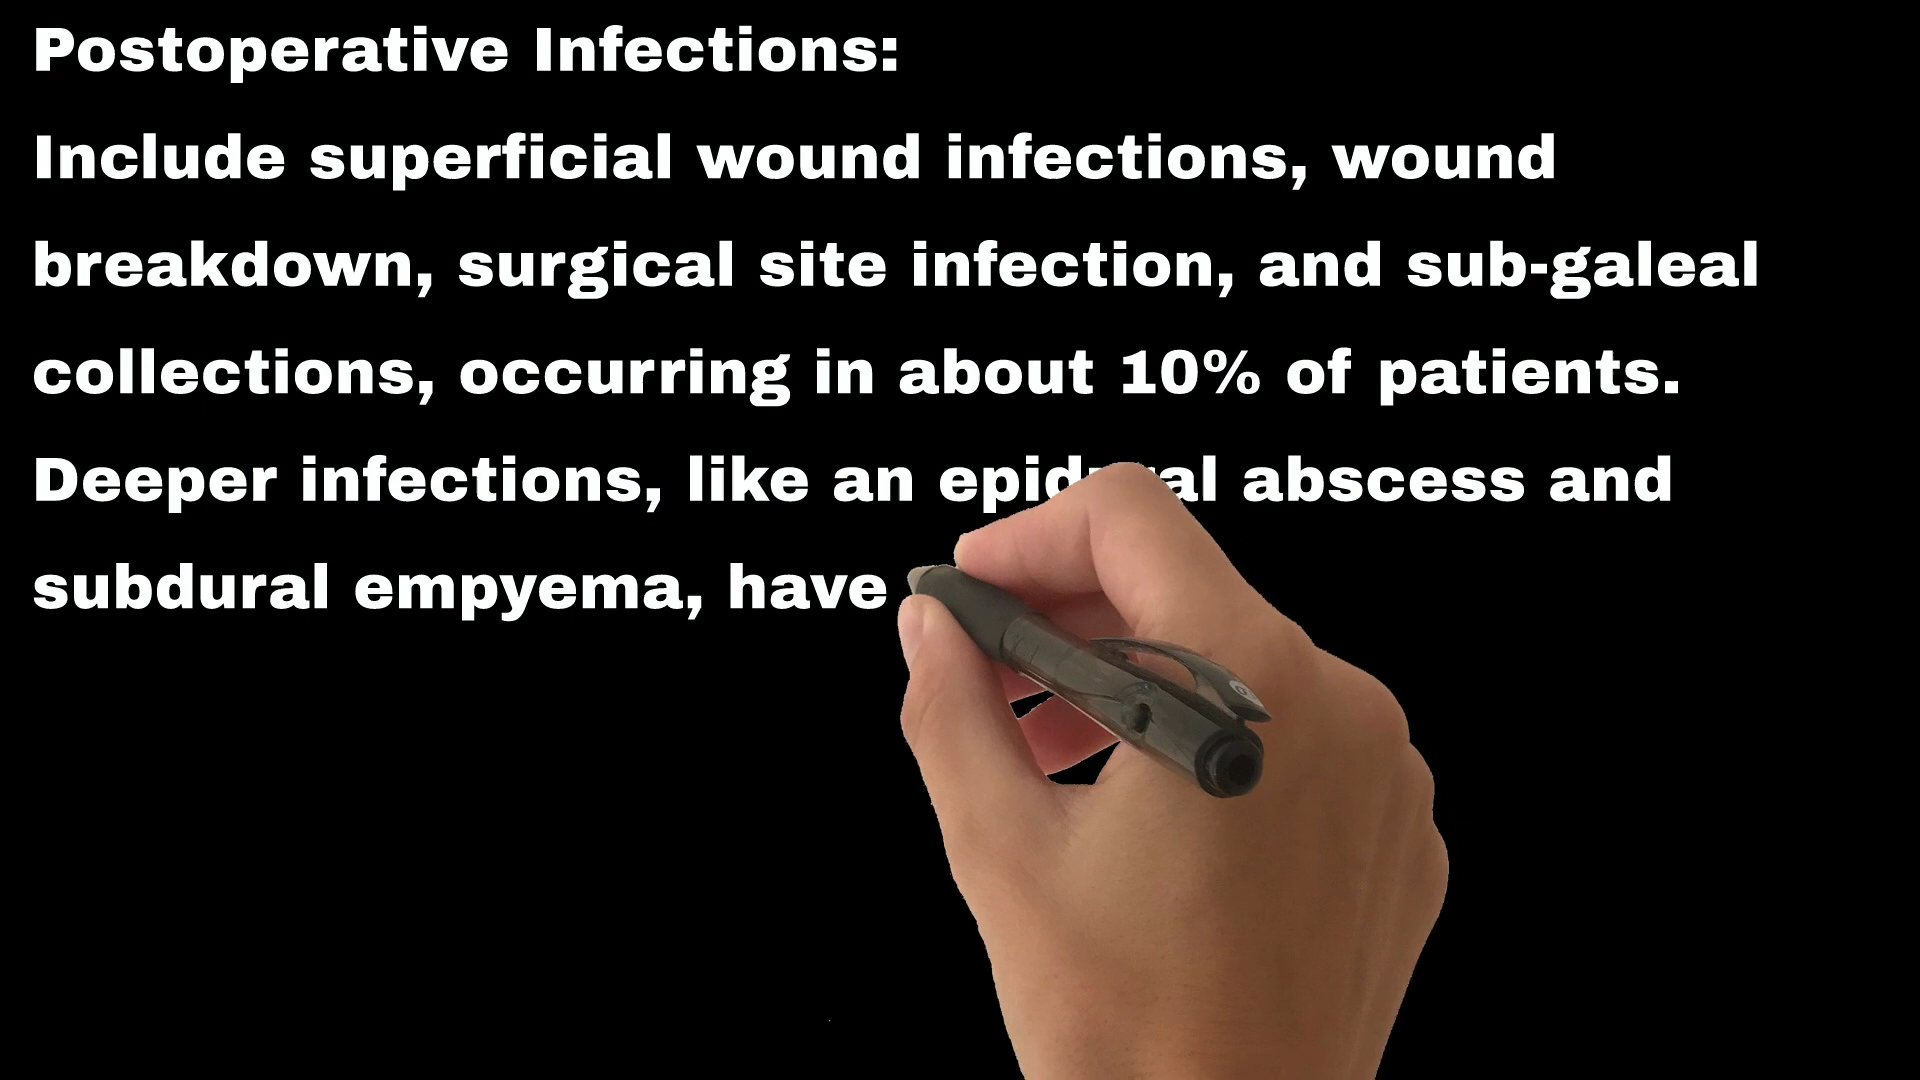 Postoperative Infections:
Include superficial wound infections, wound
breakdown, surgical site infection, and sub-galeal
collections, occurring in about 10% of patients.
Deeper infections, like an epidural abscess and
subdural empyema, have